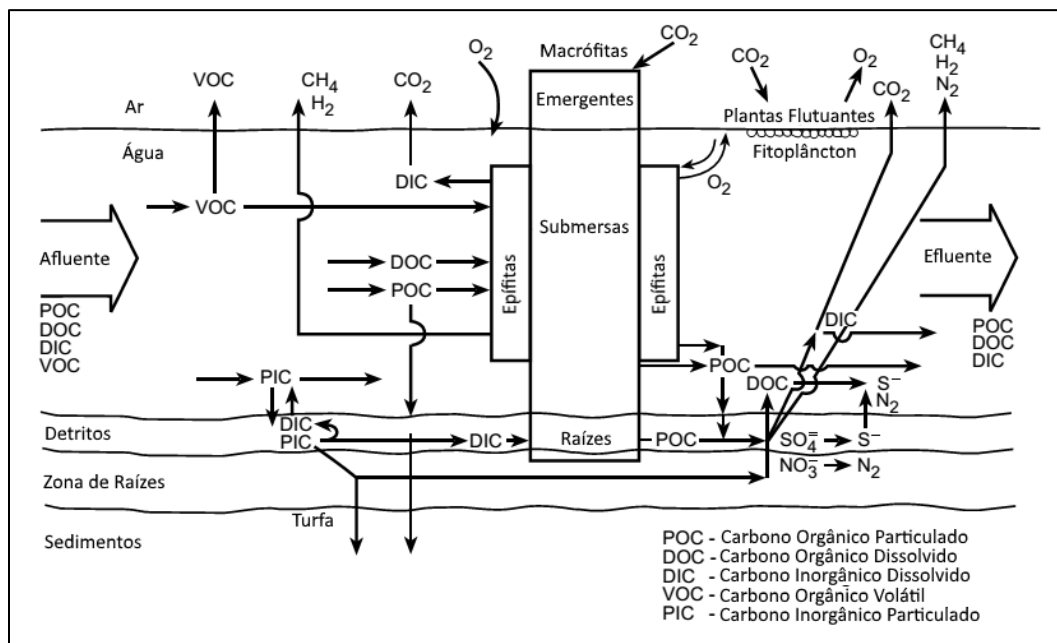 VOC
CH4
H2
CO2
O2
Macrófitas
CO2
CO2
O2
CO2
CH4
H2
N2
Ar
Emergentes
Plantas Flutuantes
Água
Fitoplâncton
DIC
O2
VOC
Submersas
Afluente
DOC
Epífitas
Epífitas
Efluente
POC
POC
DOC
DIC
VOC
DIC
POC
DOC
DIC
PIC
POC
DOC
S–
N2
Detritos
DIC
PIC
DIC
Raízes
POC
SO4=
S–
NO3–
N2
Zona de Raízes
Turfa
Sedimentos
POC - Carbono Orgânico Particulado
DOC - Carbono Orgânico Dissolvido
DIC - Carbono Inorgânico Dissolvido
VOC - Carbono Orgânico Volátil
PIC - Carbono Inorgânico Particulado